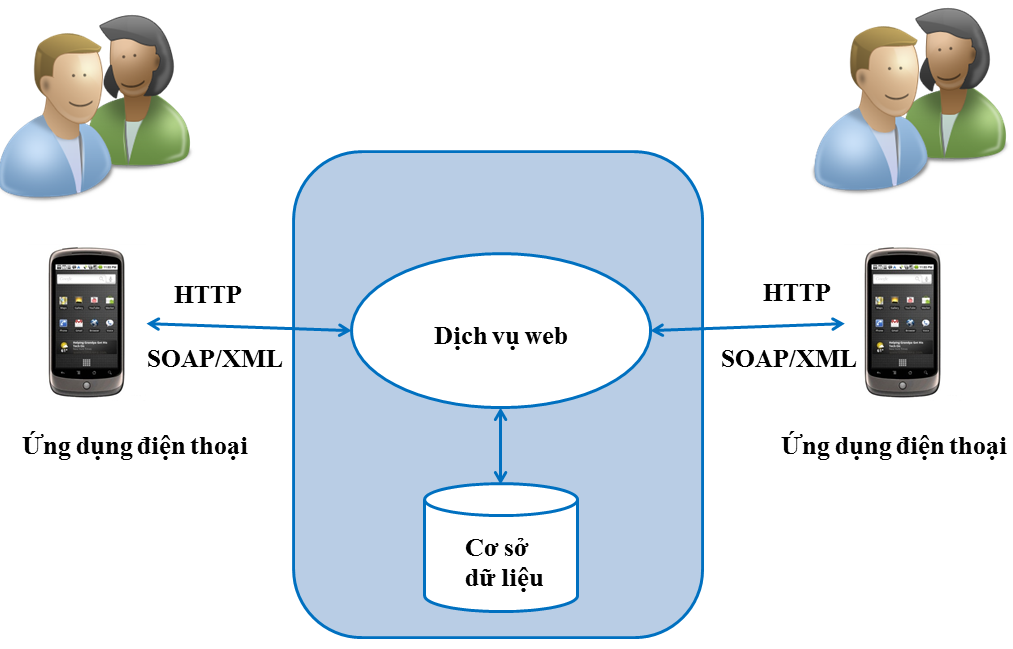 HTTP
SOAP/XML
Ứng dụng điện thoại
Dịch vụ web
Cơ sở
dữ liệu
HTTP
SOAP/XML
Ứng dụng điện thoại